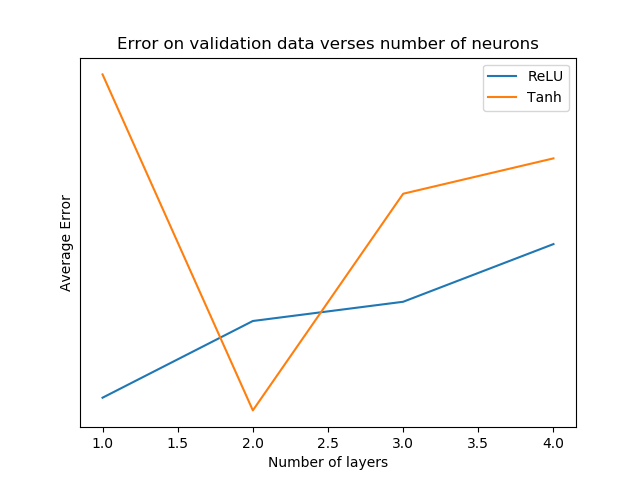 Error on validation data verses number of neurons
ReLU
Tanh
Average Error
1.0 1.5 2.0 2.5 3.0 3.5 4.0
Number of layers